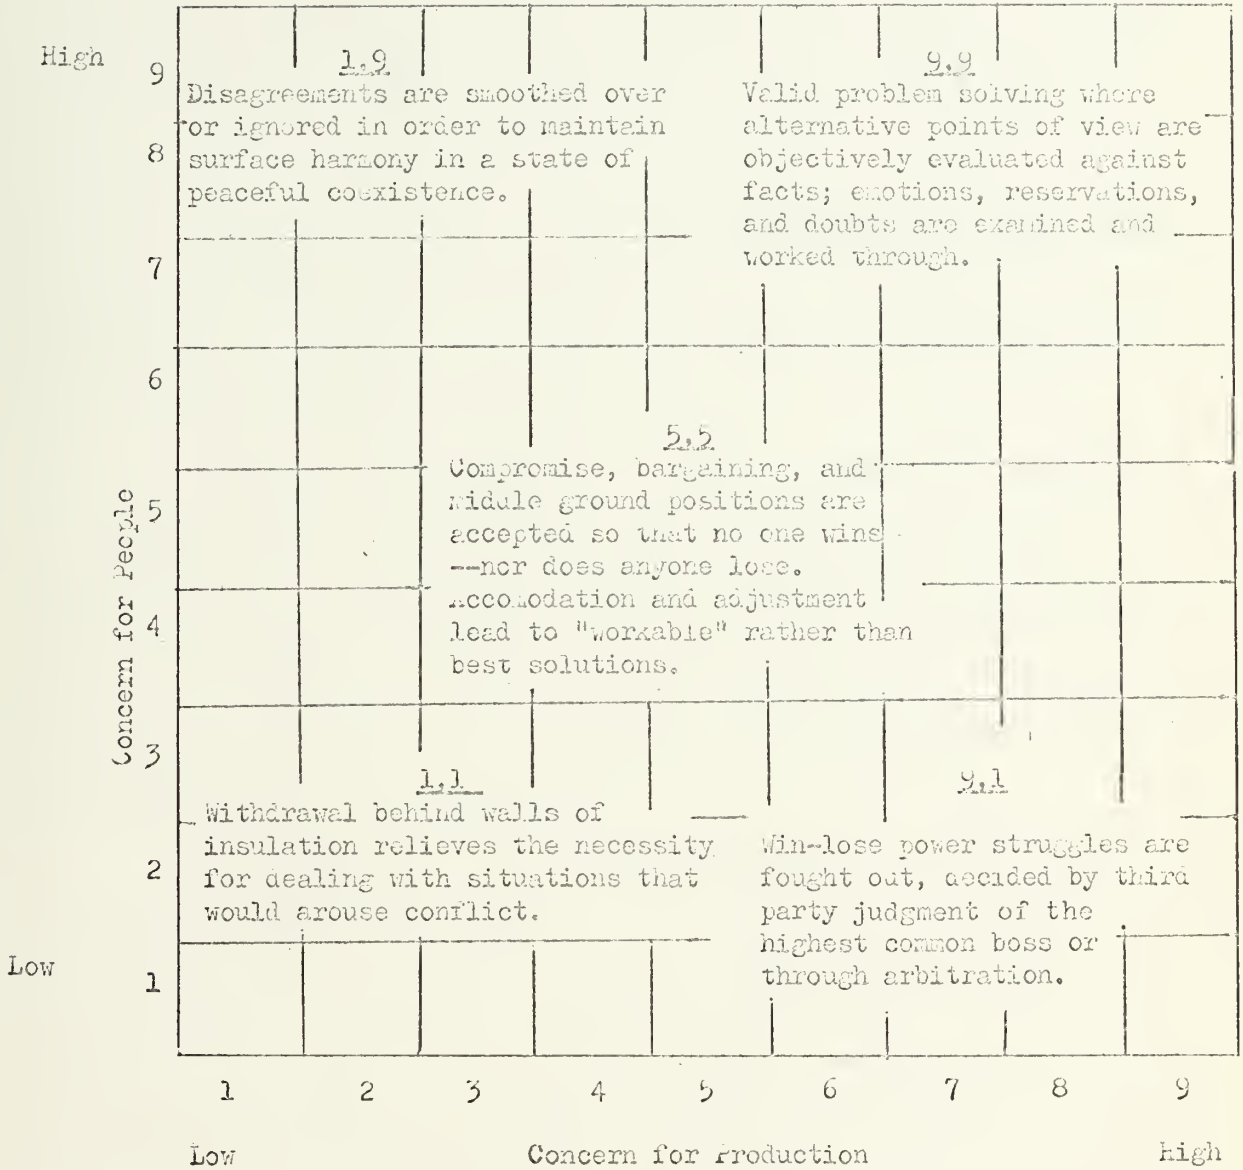 High
9
1,9
Disagreements are smoothed over
or ignored in order to maintain
surface harmony in a state of
peaceful coexistence.
9,9
Valid problem solving where
alternative points of view are
objectively evaluated against
facts; emotions, reservations,
and doubts are examined and
worked through.
8
7
6
5,5
Compromise, bargaining, and
middle ground positions are
accepted so that no one wins
--nor does anyone lose.
Accomodation and adjustment
lead to "workable" rather than
best solutions.
Concern for People
5
4
3
1,1
Withdrawal behind walls of
insulation relieves the necessity
for dealing with situations that
would arouse conflict.
9,1
Win-lose power struggles are
fought out, decided by third
party judgment of the
highest common boss or
through arbitration.
2
Low
1
1 2 3 4 5 6 7 8 9
Low Concern for Production High